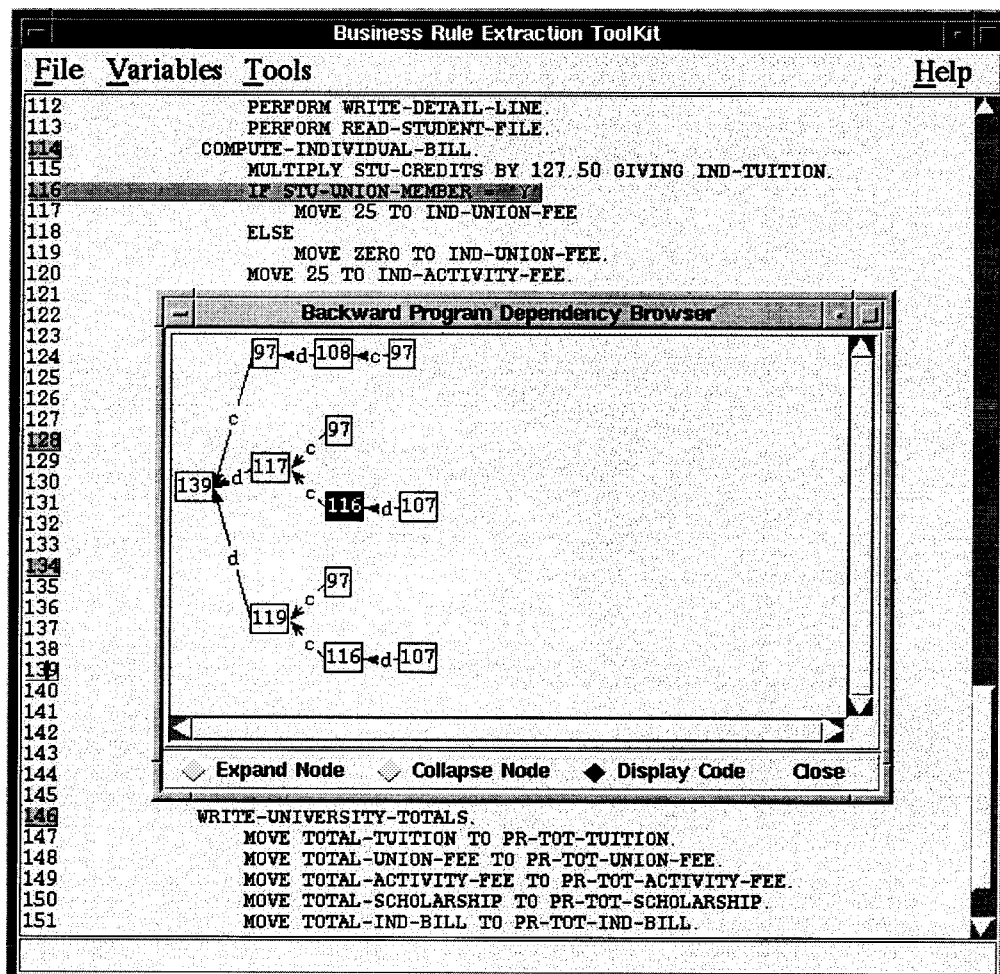 Business Rule Extraction ToolKit
File Variables Tools Help
112 PERFORM WRITE-DETAIL-LINE.
113 PERFORM READ-STUDENT-FILE.
114 COMPUTE-INDIVIDUAL-BILL.
115 MULTIPLY STU-CREDITS BY 127.50 GIVING IND-TUITION.
116 IF STU-UNION-MEMBER = "Y"
117 MOVE 25 TO IND-UNION-FEE
118 ELSE
119 MOVE ZERO TO IND-UNION-FEE.
120 MOVE 25 TO IND-ACTIVITY-FEE.
121
122 Backward Program Dependency Browser
123
124 97 d 108 c 97
125
126
127 c 97
128 c
129 117
130 139 d
131 c 116 d 107
132
133
134 d
135 97
136 c
137 119
138 c
139 116 d 107
140
141
142
143
144 Expand Node Collapse Node Display Code Close
145
146 WRITE-UNIVERSITY-TOTALS.
147 MOVE TOTAL-TUITION TO PR-TOT-TUITION.
148 MOVE TOTAL-UNION-FEE TO PR-TOT-UNION-FEE.
149 MOVE TOTAL-ACTIVITY-FEE TO PR-TOT-ACTIVITY-FEE.
150 MOVE TOTAL-SCHOLARSHIP TO PR-TOT-SCHOLARSHIP.
151 MOVE TOTAL-IND-BILL TO PR-TOT-IND-BILL.